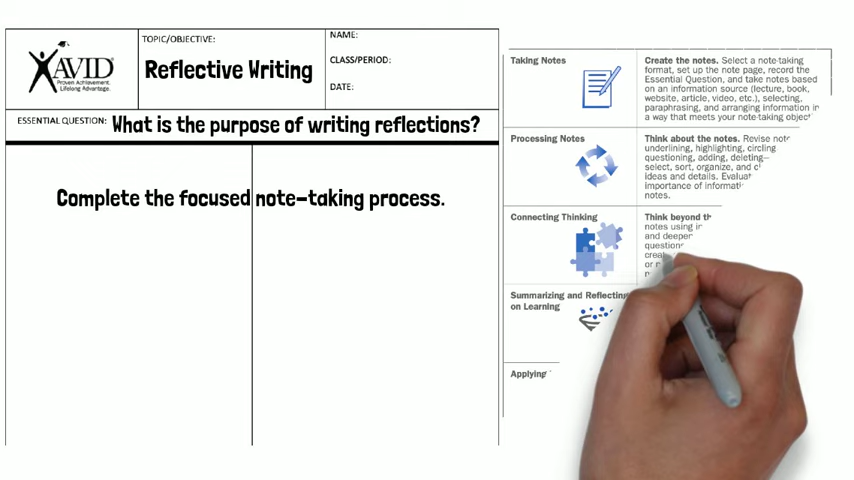 AVID
Proven Achievement.
Lifelong Advantage.
TOPIC/OBJECTIVE:
Reflective Writing
NAME:
CLASS/PERIOD:
DATE:
ESSENTIAL QUESTION: What is the purpose of writing reflections?
Complete the focused note-taking process.
Taking Notes
Create the notes. Select a note-taking
format, set up the note page, record the
Essential Question, and take notes based
on an information source (lecture, book,
website, article, video, etc.), selecting,
paraphrasing, and arranging information in
a way that meets your note-taking
Processing Notes
Think about the notes. Revise
underlining, highlighting, circling
questioning, adding, deleting–
select, sort, organize, and
ideas and details.
importance of
notes.
Connecting Thinking
Think beyond
notes using
and deeper
Summarizing and Reflecting
on Learning
Applying